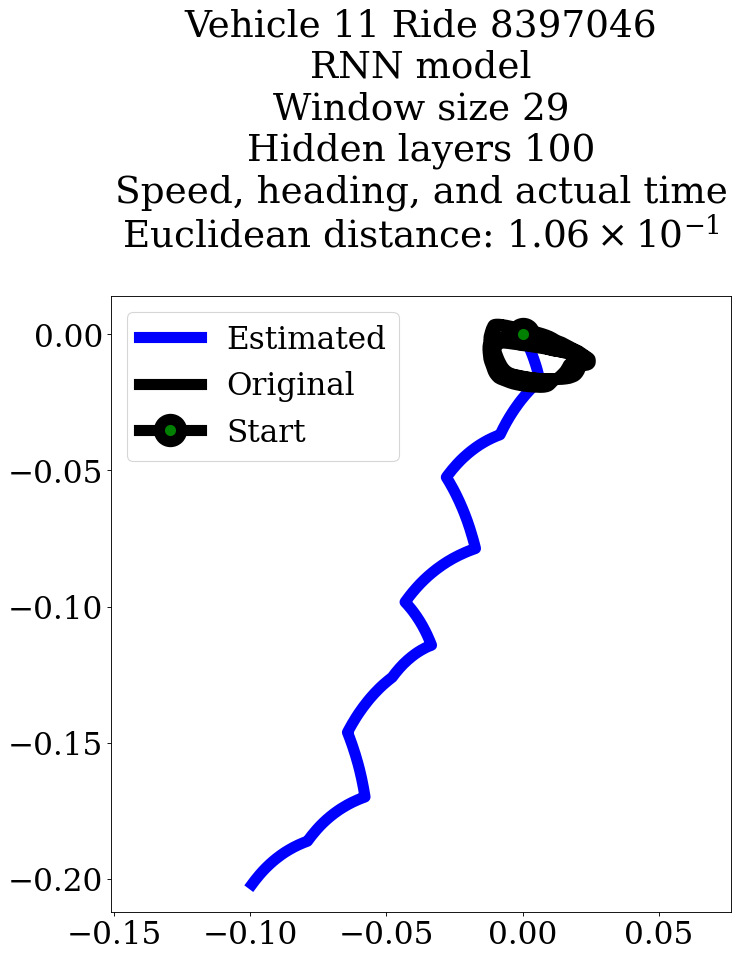 Vehicle 11 Ride 8397046
RNN model
Window size 29
Hidden layers 100
Speed, heading, and actual time
Euclidean distance: 1.06 × 10⁻¹
Estimated
Original
Start
0.00
−0.05
−0.10
−0.15
−0.20
−0.15 −0.10 −0.05 0.00 0.05